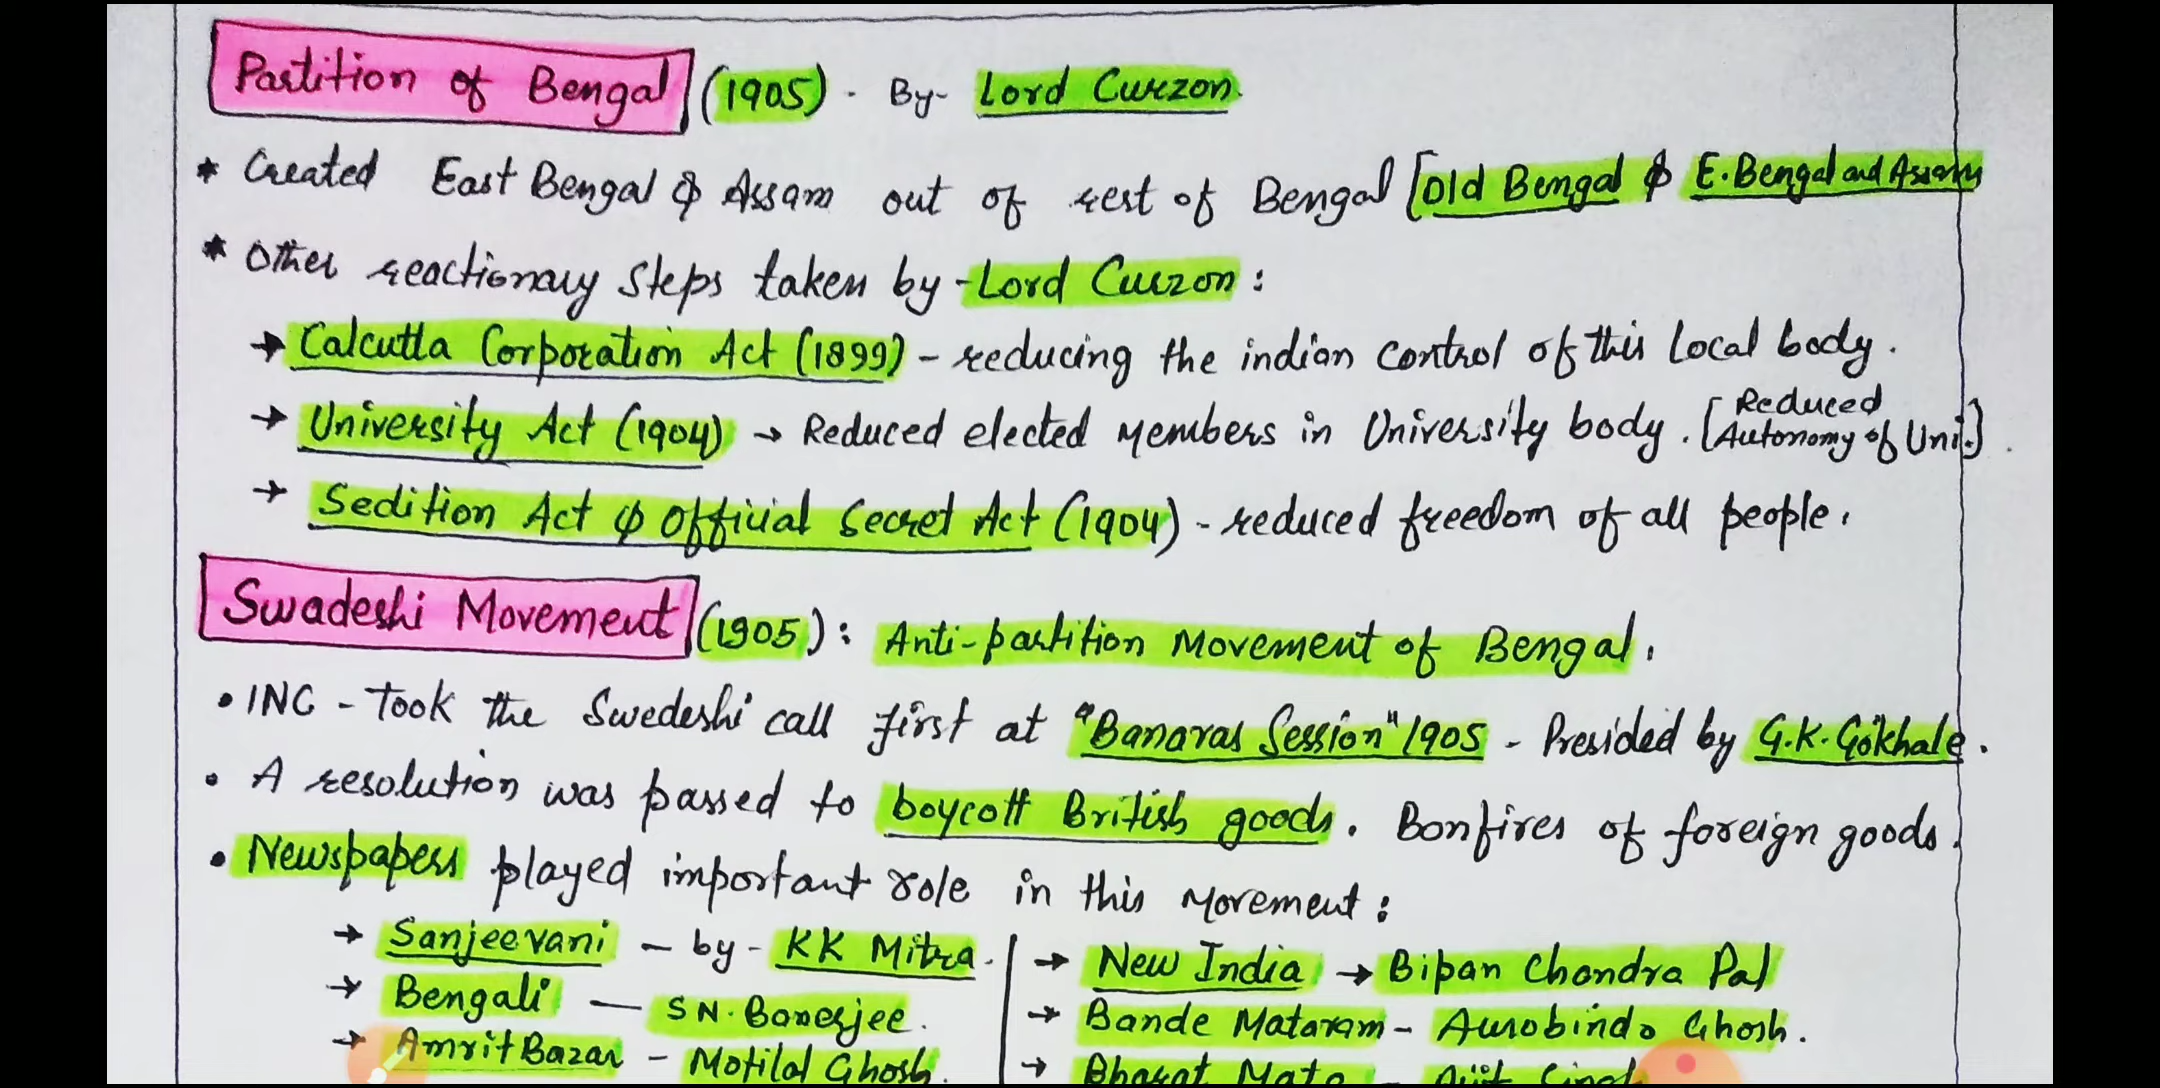 Partition of Bengal (1905) - By- Lord Curzon.
* Created East Bengal & Assam out of rest of Bengal [Old Bengal & E. Bengal and Assam
* Other reactionary steps taken by - Lord Curzon :
→ Calcutta Corporation Act (1899) - reducing the indian control of this local body.
→ University Act (1904) → Reduced elected members in University body. [Reduced Autonomy of Uni.]
→ Sedition Act & Official Secret Act (1904) - reduced freedom of all people.
Swadeshi Movement (1905) : Anti-partition Movement of Bengal.
• INC - Took the Swedeshi call first at "Banaras Session" 1905 - Presided by G.K. Gokhale.
• A resolution was passed to boycott British goods. Bonfires of foreign goods.
• Newspapers played important role in this Movement :
→ Sanjeevani - by - KK Mitra.
→ Bengali - SN. Banerjee.
→ Amrit Bazar - Motilal Ghosh.
→ New India → Bipan Chandra Pal
→ Bande Mataram - Aurobindo Ghosh.
→ Bharat Mata - Ajit Singh